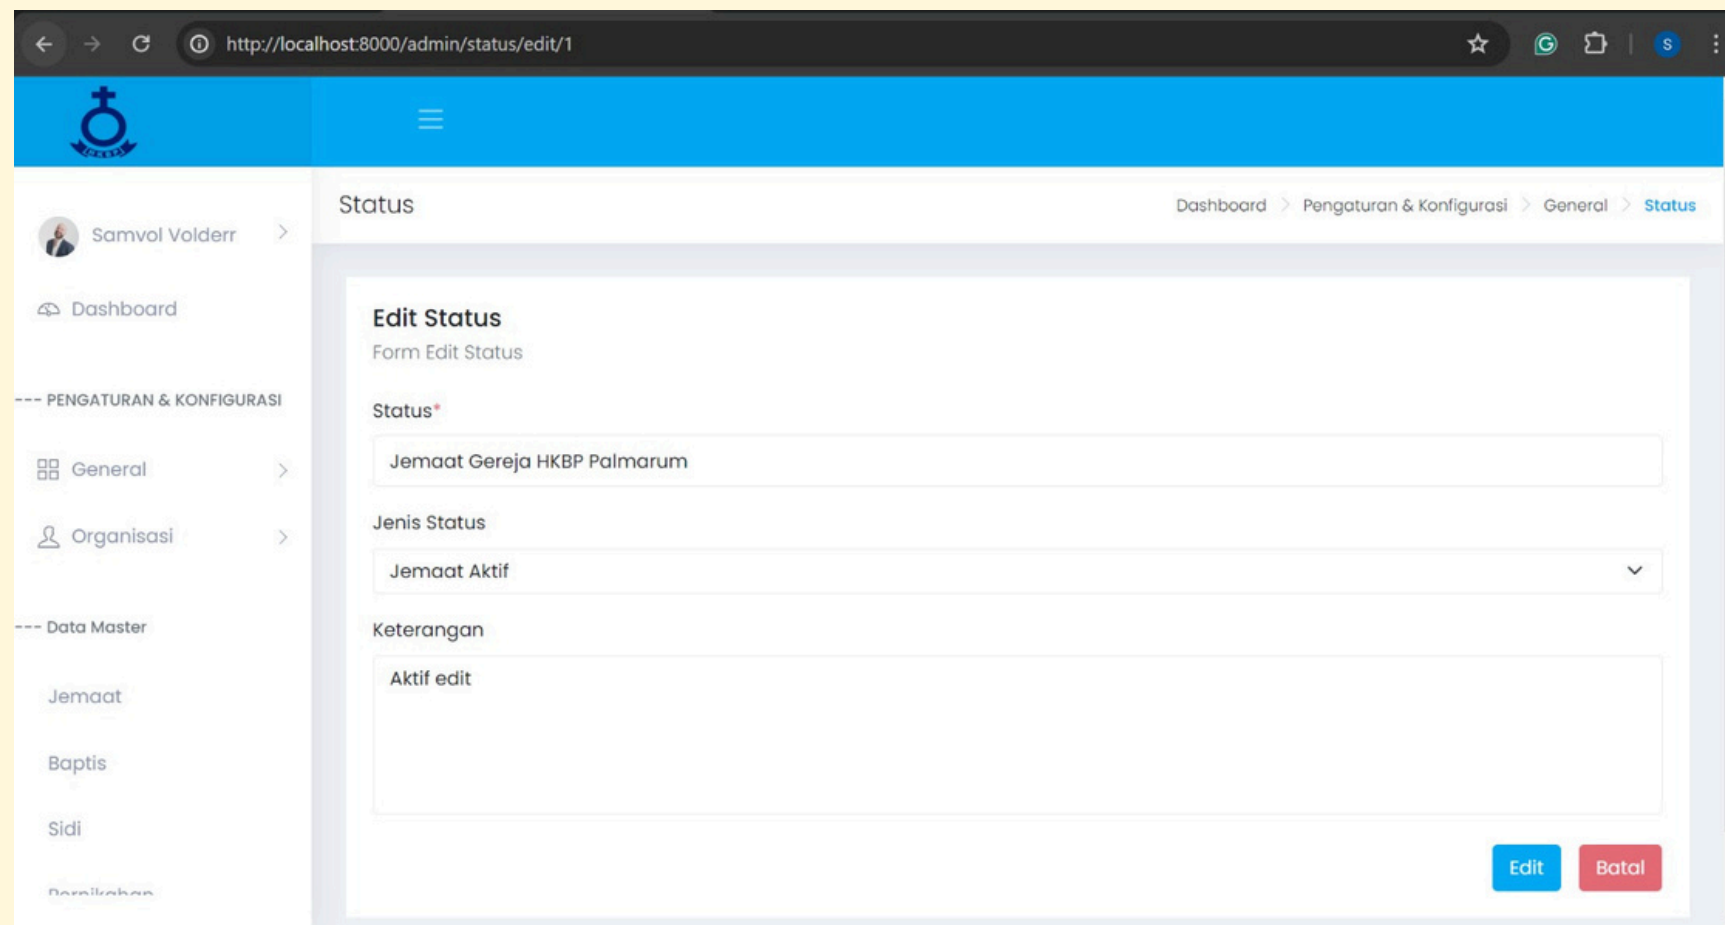 http://localhost:8000/admin/status/edit/1
S
HKBP
Samvol Volderr
Dashboard
--- PENGATURAN & KONFIGURASI
General
Organisasi
--- Data Master
Jemaat
Baptis
Sidi
Pernikahan
Status
Dashboard > Pengaturan & Konfigurasi > General > Status
Edit Status
Form Edit Status
Status*
Jemaat Gereja HKBP Palmarum
Jenis Status
Jemaat Aktif
Keterangan
Aktif edit
Edit
Batal